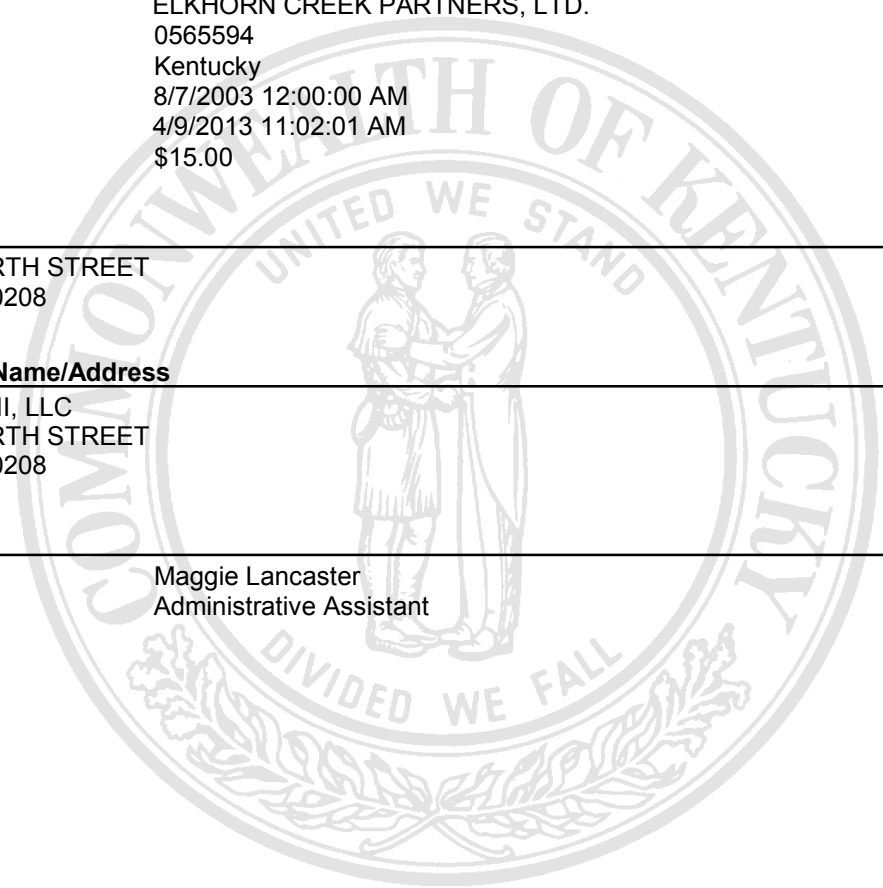 ELKHORN CREEK PARTNERS, LTD.
0565594
Kentucky
8/7/2003 12:00:00 AM
4/9/2013 11:02:01 AM
$15.00
RTH STREET
0208
Name/Address
II, LLC
RTH STREET
0208
Maggie Lancaster
Administrative Assistant
COMMONWEALTH OF KENTUCKY
UNITED WE STAND
DIVIDED WE FALL